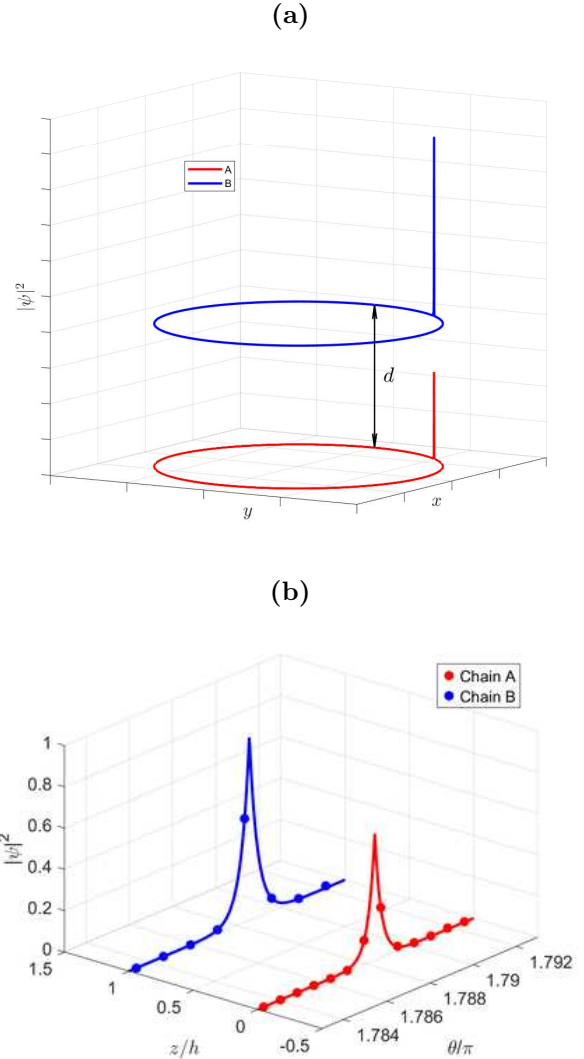 (a)
A
B
|ψ|²
d
y
x
(b)
Chain A
Chain B
1
0.8
0.6
0.4
0.2
0
|ψ|²
1.5
1
0.5
0
-0.5
z/h
1.792
1.79
1.788
1.786
1.784
θ/π